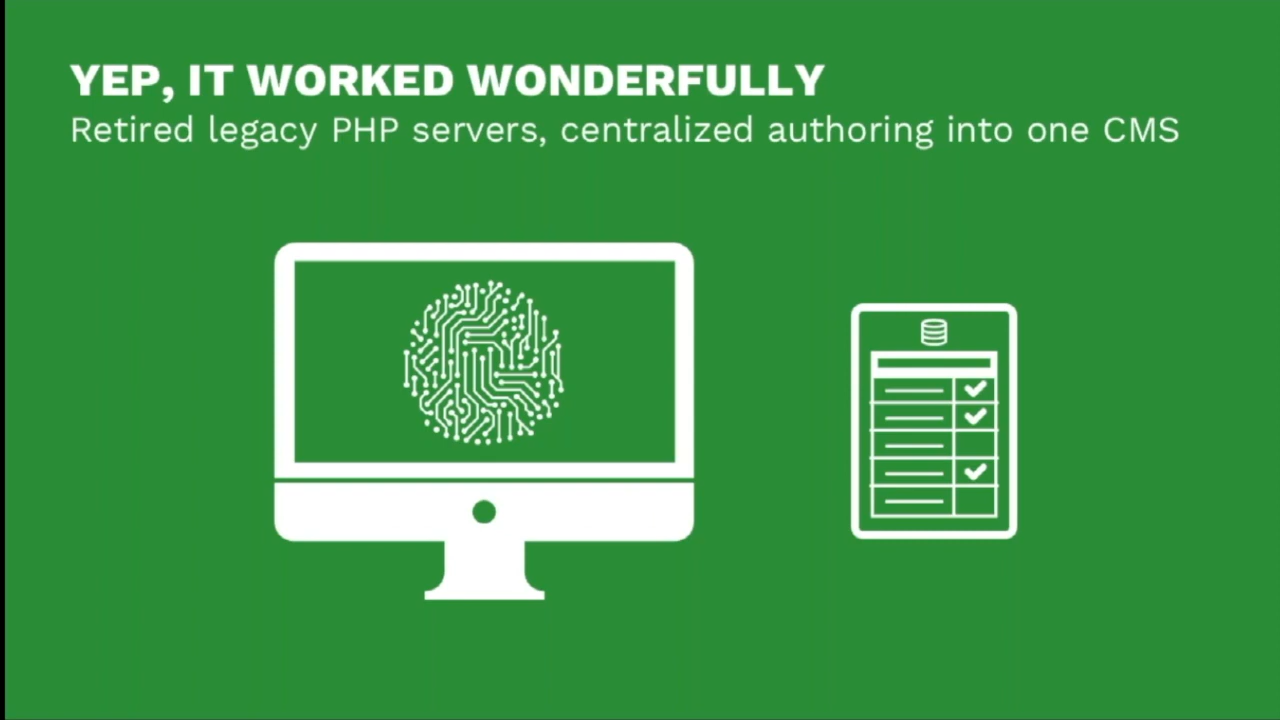 YEP, IT WORKED WONDERFULLY
Retired legacy PHP servers, centralized authoring into one CMS